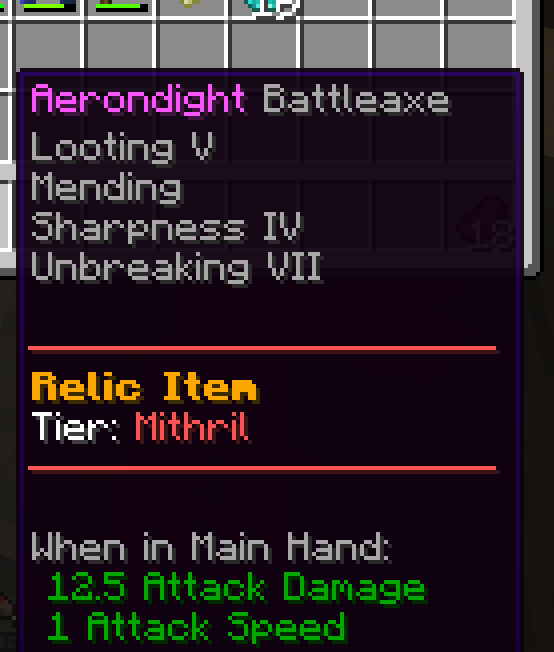 Aerondight Battleaxe
Looting V
Mending
Sharpness IV
Unbreaking VII
18
Relic Item
Tier: Mithril
When in Main Hand:
12.5 Attack Damage
1 Attack Speed